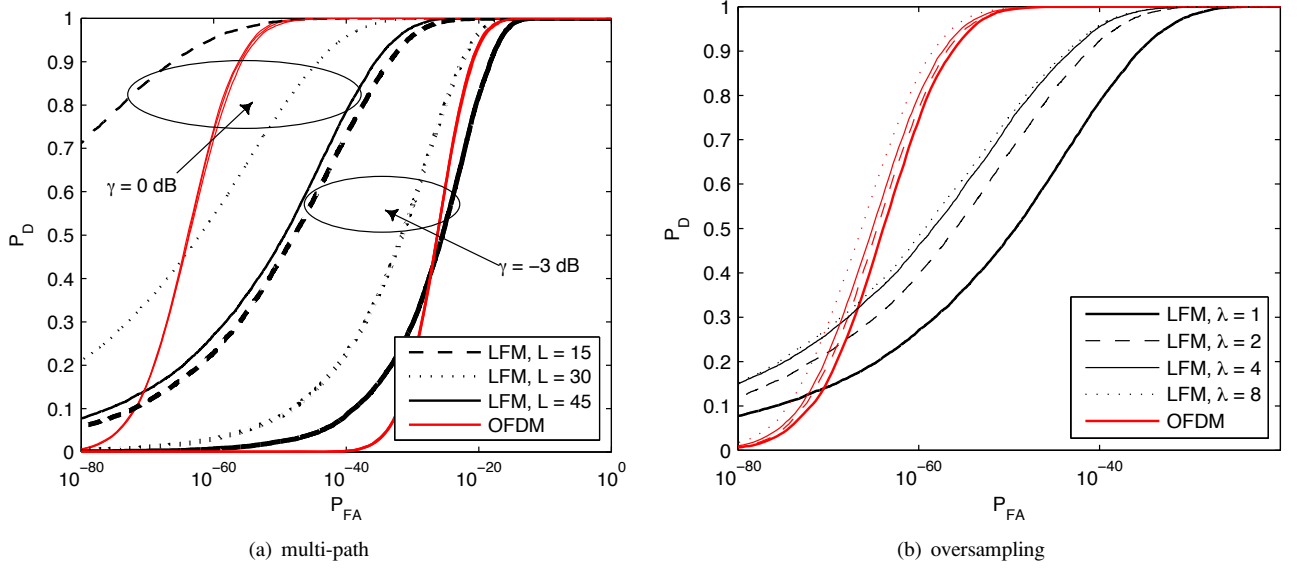 1
0.9
0.8
0.7
0.6
0.5
0.4
0.3
0.2
0.1
0
P_D
γ = 0 dB
γ = −3 dB
LFM, L = 15
LFM, L = 30
LFM, L = 45
OFDM
10^−80
10^−60
10^−40
10^−20
10^0
P_FA
(a) multi-path
1
0.9
0.8
0.7
0.6
0.5
0.4
0.3
0.2
0.1
0
P_D
LFM, λ = 1
LFM, λ = 2
LFM, λ = 4
LFM, λ = 8
OFDM
10^−80
10^−60
10^−40
P_FA
(b) oversampling